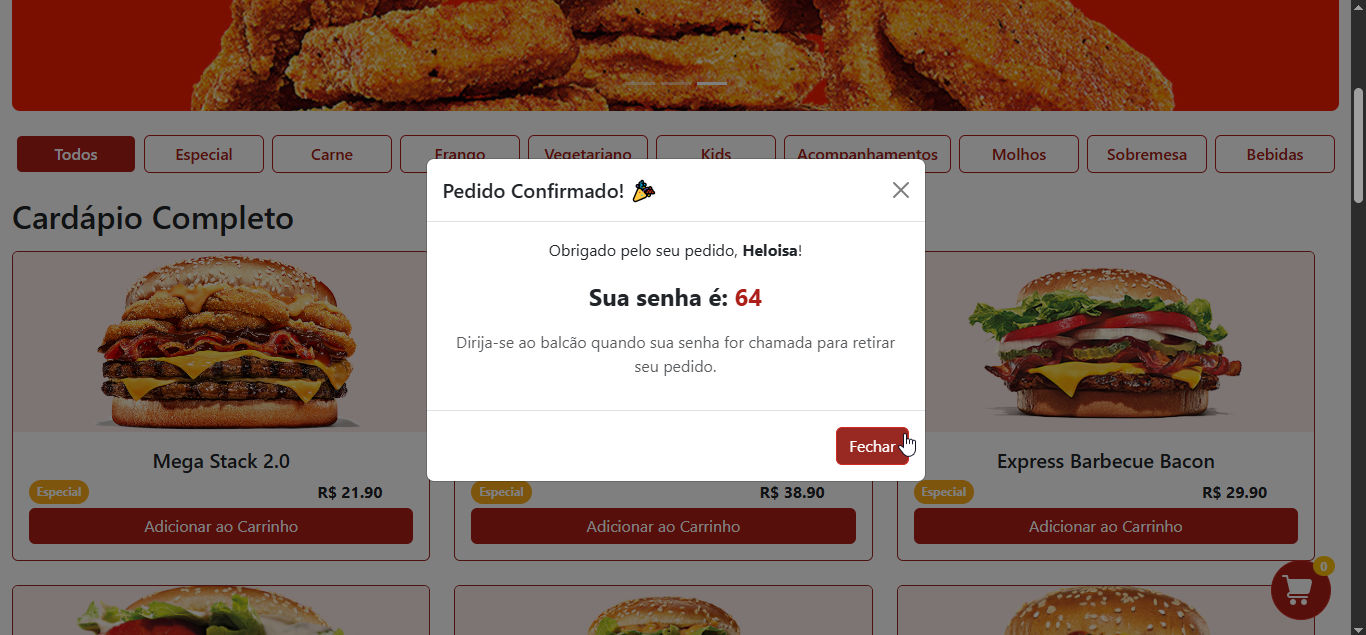 Todos Especial Carne Frango Vegetariano Kids Acompanhamentos Molhos Sobremesa Bebidas
Pedido Confirmado! 🎉
Cardápio Completo
Obrigado pelo seu pedido, Heloisa!
Sua senha é: 64
Dirija-se ao balcão quando sua senha for chamada para retirar
seu pedido.
Fechar
Mega Stack 2.0
Especial R$ 21.90
Adicionar ao Carrinho
Especial R$ 38.90
Adicionar ao Carrinho
Express Barbecue Bacon
Especial R$ 29.90
Adicionar ao Carrinho
0